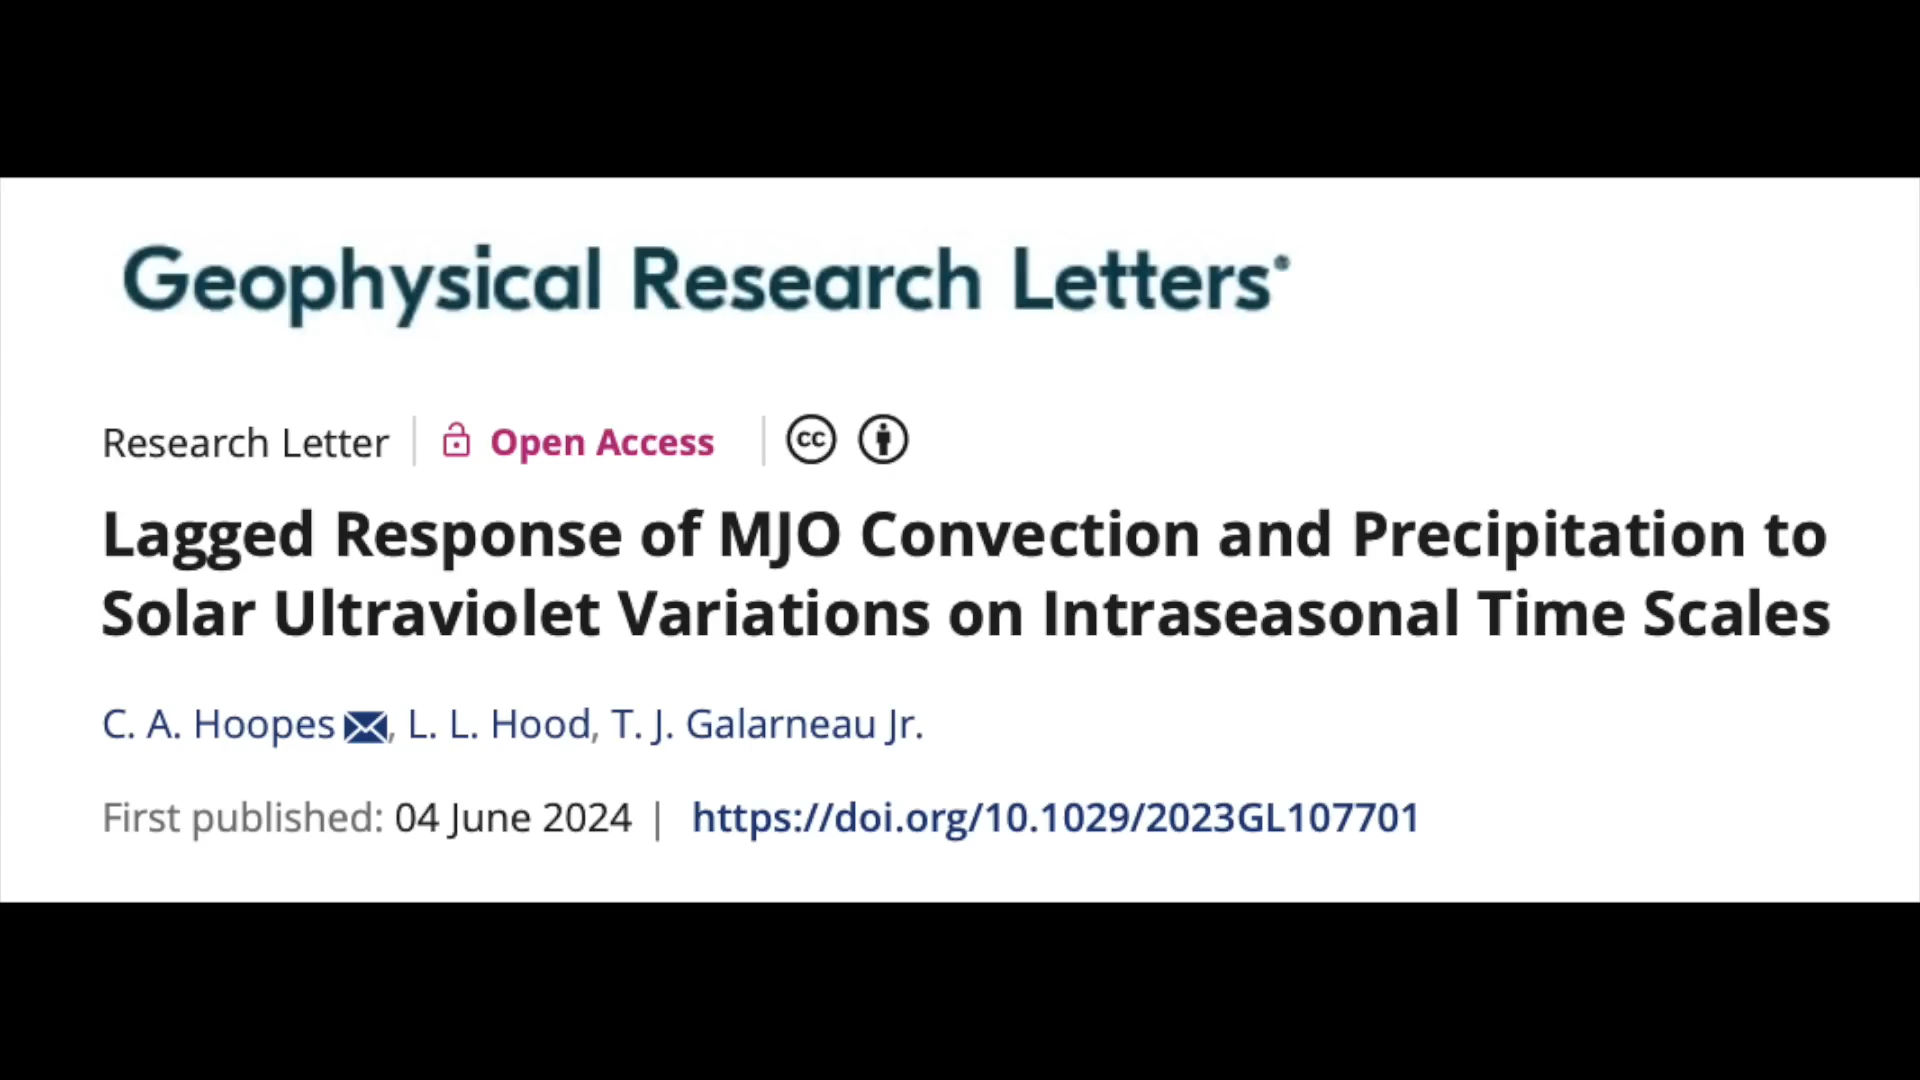 Geophysical Research Letters®
Research Letter | Open Access | cc
Lagged Response of MJO Convection and Precipitation to
Solar Ultraviolet Variations on Intraseasonal Time Scales
C. A. Hoopes, L. L. Hood, T. J. Galarneau Jr.
First published: 04 June 2024 | https://doi.org/10.1029/2023GL107701